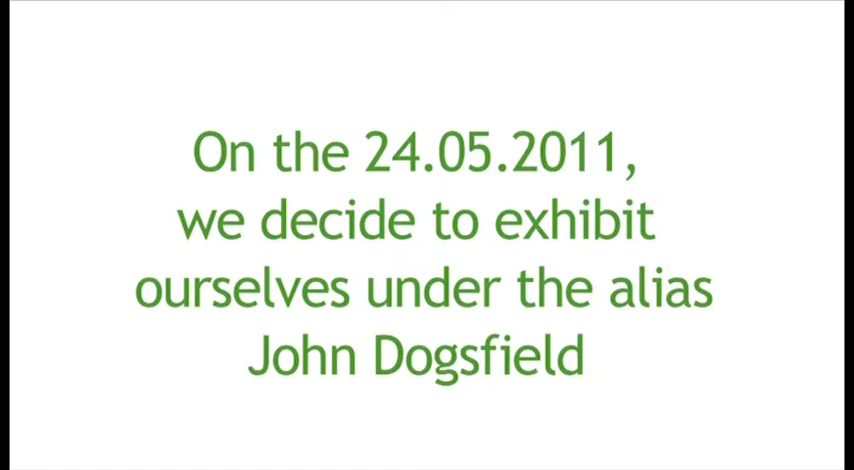 On the 24.05.2011,
we decide to exhibit
ourselves under the alias
John Dogsfield